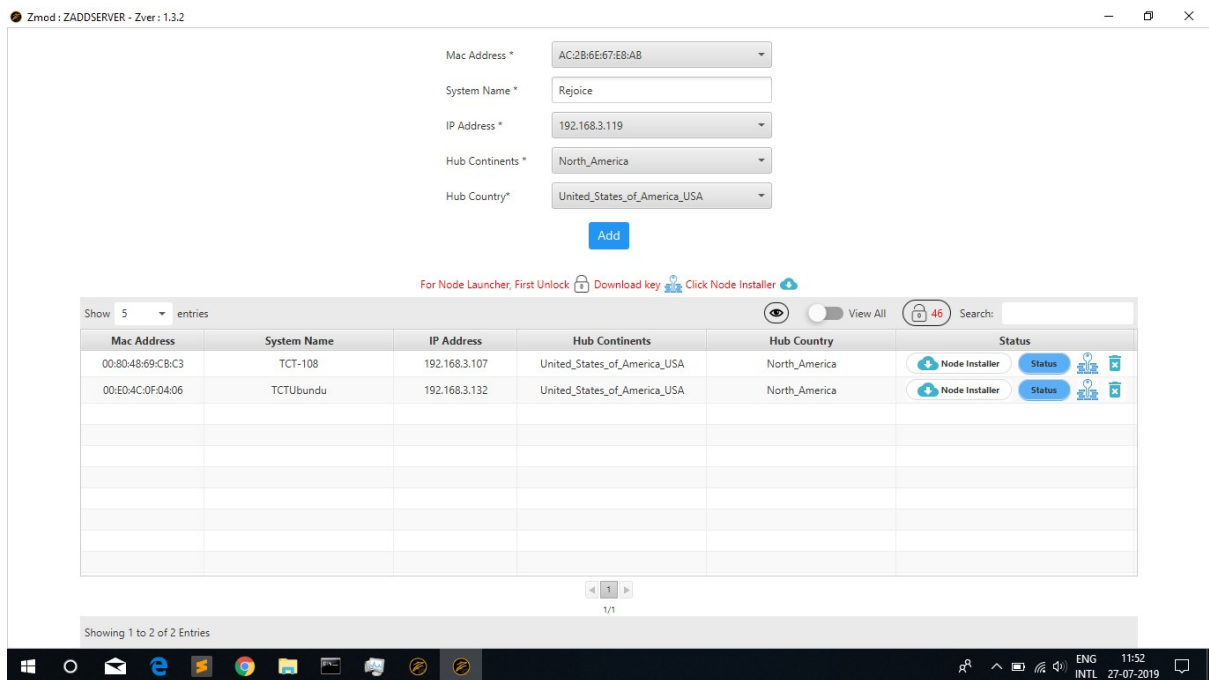 Zmod : ZADDSERVER - Zver : 1.3.2
Mac Address * AC:2B:6E:67:E8:AB
System Name * Rejoice
IP Address * 192.168.3.119
Hub Continents * North_America
Hub Country* United_States_of_America_USA
Add
For Node Launcher, First Unlock Download key Click Node Installer
Show 5 entries View All 46 Search:
Mac Address System Name IP Address Hub Continents Hub Country Status
00:80:48:69:CB:C3 TCT-108 192.168.3.107 United_States_of_America_USA North_America Node Installer Status
00:E0:4C:0F:04:06 TCTUbundu 192.168.3.132 United_States_of_America_USA North_America Node Installer Status
1
1/1
Showing 1 to 2 of 2 Entries
ENG 11:52
INTL 27-07-2019